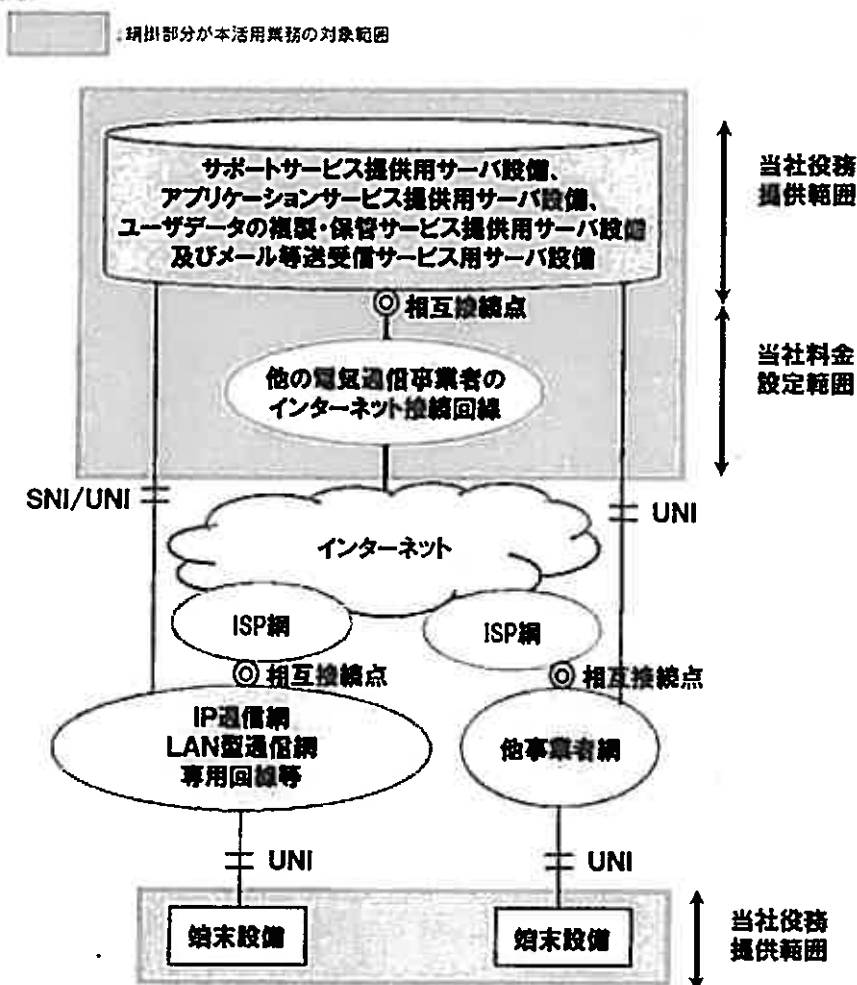 ：網掛部分が本活用業務の対象範囲
サポートサービス提供用サーバ設備、
アプリケーションサービス提供用サーバ設備、
ユーザデータの複製・保管サービス提供用サーバ設備
及びメール等送受信サービス用サーバ設備
当社役務
提供範囲
相互接続点
他の電気通信事業者の
インターネット接続回線
当社料金
設定範囲
SNI/UNI
UNI
インターネット
ISP網
ISP網
相互接続点
相互接続点
IP通信網
LAN型通信網
専用回線等
他事業者網
UNI
UNI
端末設備
端末設備
当社役務
提供範囲